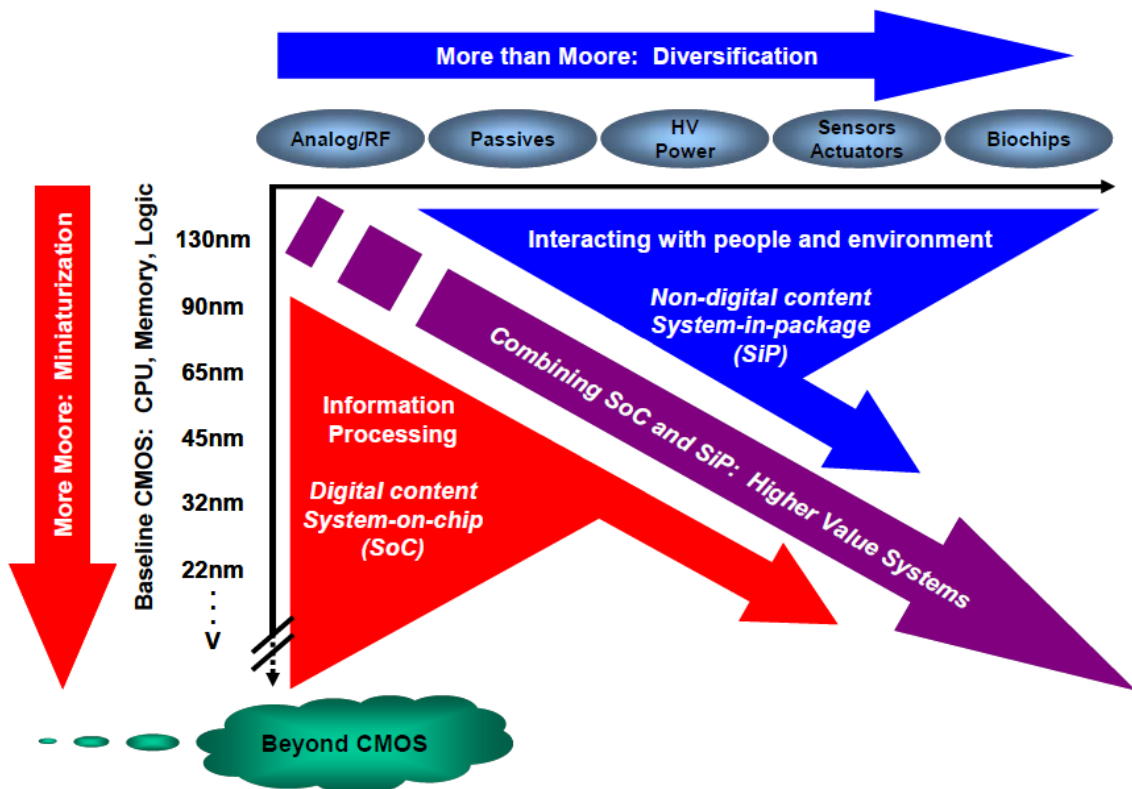 More than Moore: Diversification
Analog/RF
Passives
HV
Power
Sensors
Actuators
Biochips
More Moore: Miniaturization
Baseline CMOS: CPU, Memory, Logic
130nm
90nm
65nm
45nm
32nm
22nm
.
.
.
V
Interacting with people and environment
Non-digital content
System-in-package
(SiP)
Combining SoC and SiP: Higher Value Systems
Information
Processing
Digital content
System-on-chip
(SoC)
Beyond CMOS